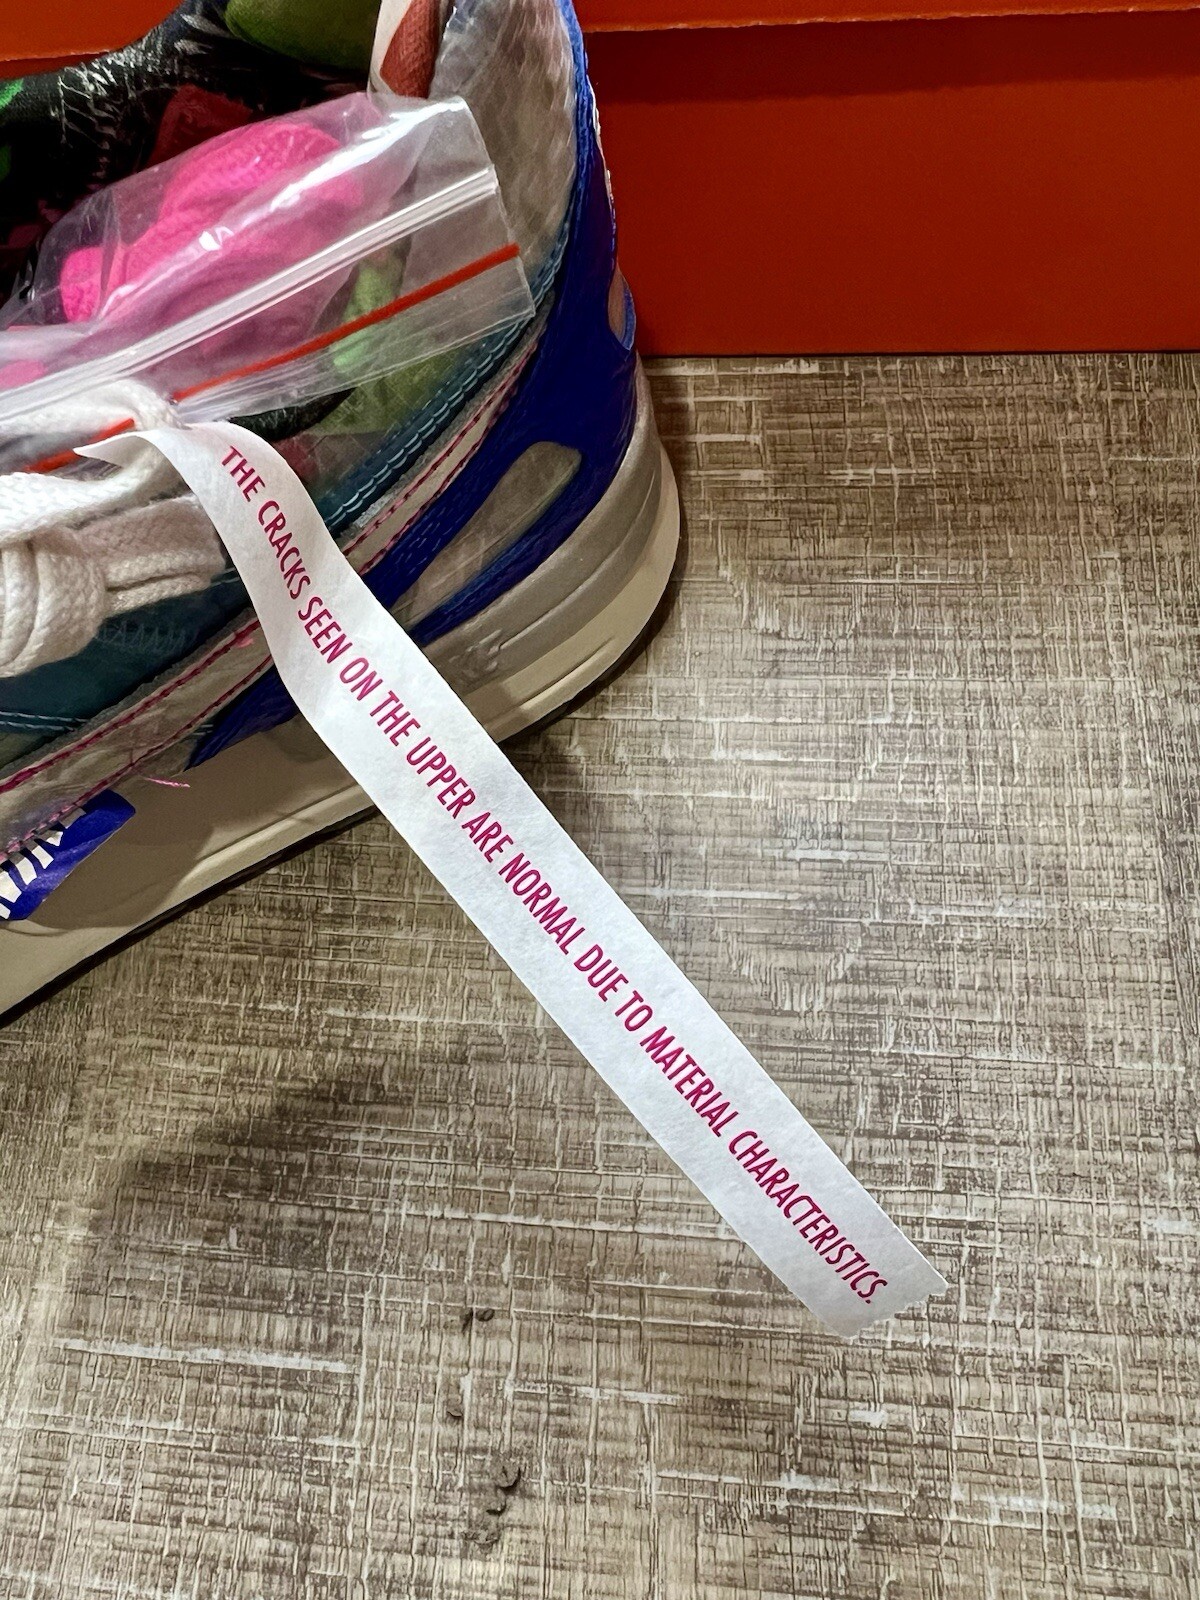 THE CRACKS SEEN ON THE UPPER ARE NORMAL DUE TO MATERIAL CHARACTERISTICS.